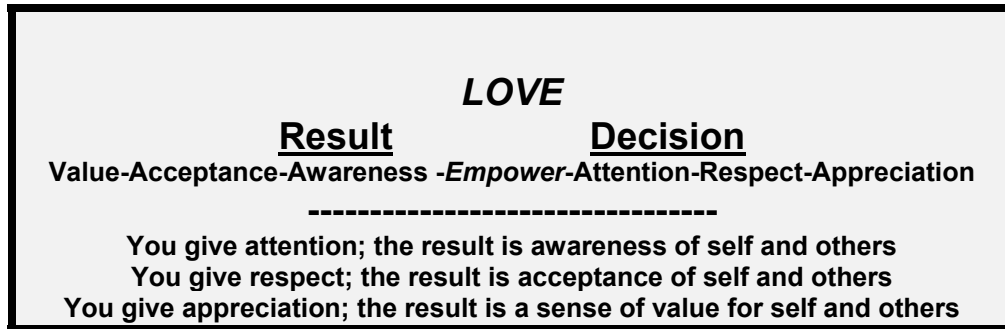 LOVE
Result Decision
Value-Acceptance-Awareness -Empower-Attention-Respect-Appreciation
---------------------------------
You give attention; the result is awareness of self and others
You give respect; the result is acceptance of self and others
You give appreciation; the result is a sense of value for self and others